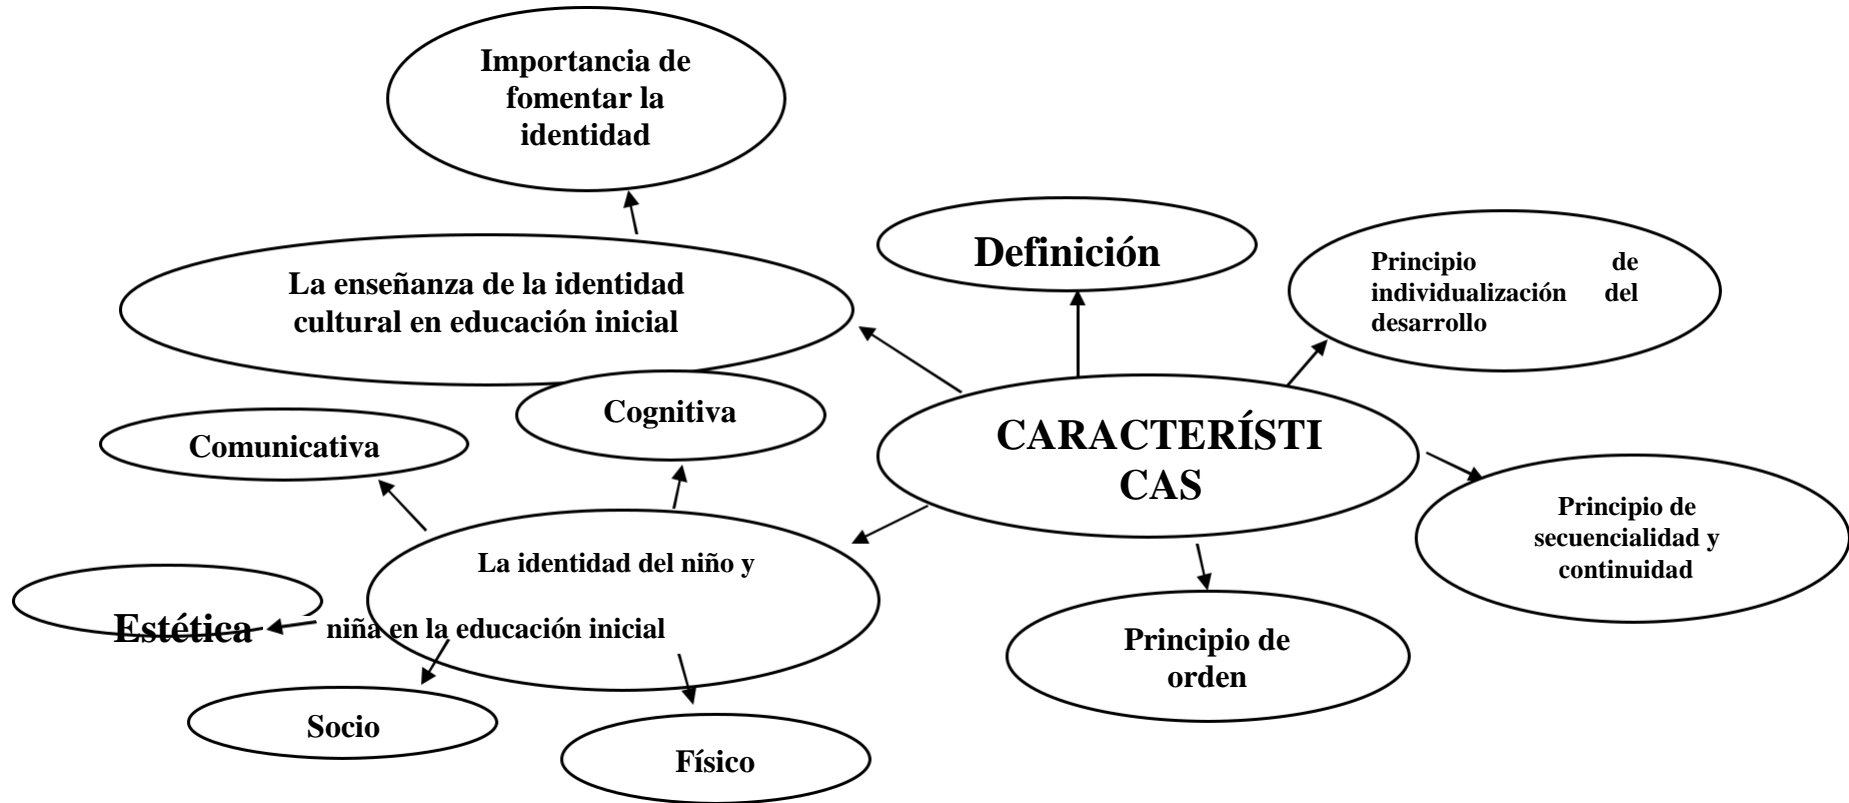 Importancia de
fomentar la
identidad
Definición
Principio de
individualización del
desarrollo
La enseñanza de la identidad
cultural en educación inicial
Cognitiva
Comunicativa
CARACTERÍSTI
CAS
Principio de
secuencialidad y
continuidad
La identidad del niño y
niña en la educación inicial
Estética
Principio de
orden
Socio
Físico